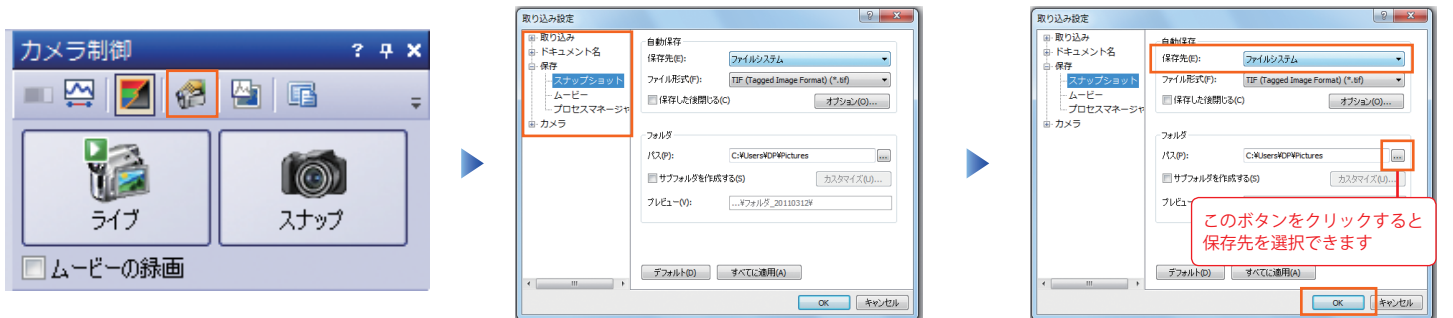 カメラ制御
ライブ
スナップ
ムービーの録画
取り込み設定
取り込み
ドキュメント名
保存
スナップショット
ムービー
プロセスマネージャ
カメラ
自動保存
保存先(E): ファイルシステム
ファイル形式(F): TIF (Tagged Image Format) (*.tif)
保存した後閉じる(C) オプション(O)...
フォルダ
パス(P): C:¥Users¥DP¥Pictures ...
サブフォルダを作成する(S) カスタマイズ(U)...
プレビュー(V): ...¥フォルダ_20110312¥
デフォルト(D) すべてに適用(A)
OK キャンセル
取り込み設定
取り込み
ドキュメント名
保存
スナップショット
ムービー
プロセスマネージャ
カメラ
自動保存
保存先(E): ファイルシステム
ファイル形式(F): TIF (Tagged Image Format) (*.tif)
保存した後閉じる(C) オプション(O)...
フォルダ
パス(P): C:¥Users¥DP¥Pictures ...
サブフォルダを作成する(S) カスタマイズ(U)...
プレビュー
このボタンをクリックすると
保存先を選択できます
デフォルト(D) すべてに適用(A)
OK キャンセル